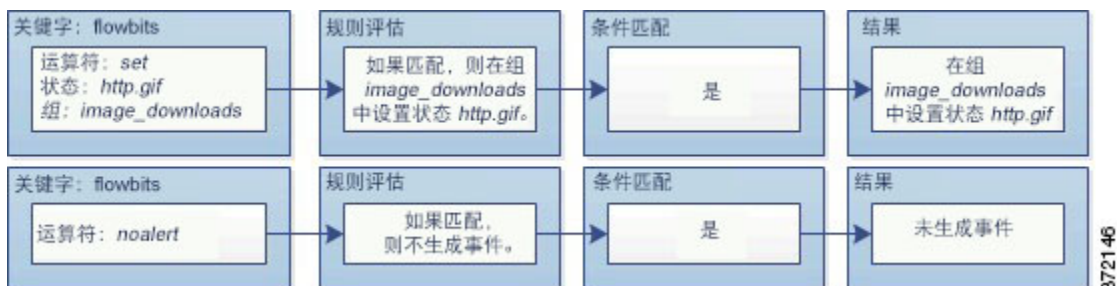 关键字：flowbits
运算符：set
状态：http.gif
组：image_downloads
规则评估
如果匹配，则在组
image_downloads
中设置状态 http.gif。
条件匹配
是
结果
在组
image_downloads
中设置状态 http.gif
关键字：flowbits
运算符：noalert
规则评估
如果匹配，
则不生成事件。
条件匹配
是
结果
未生成事件
372146